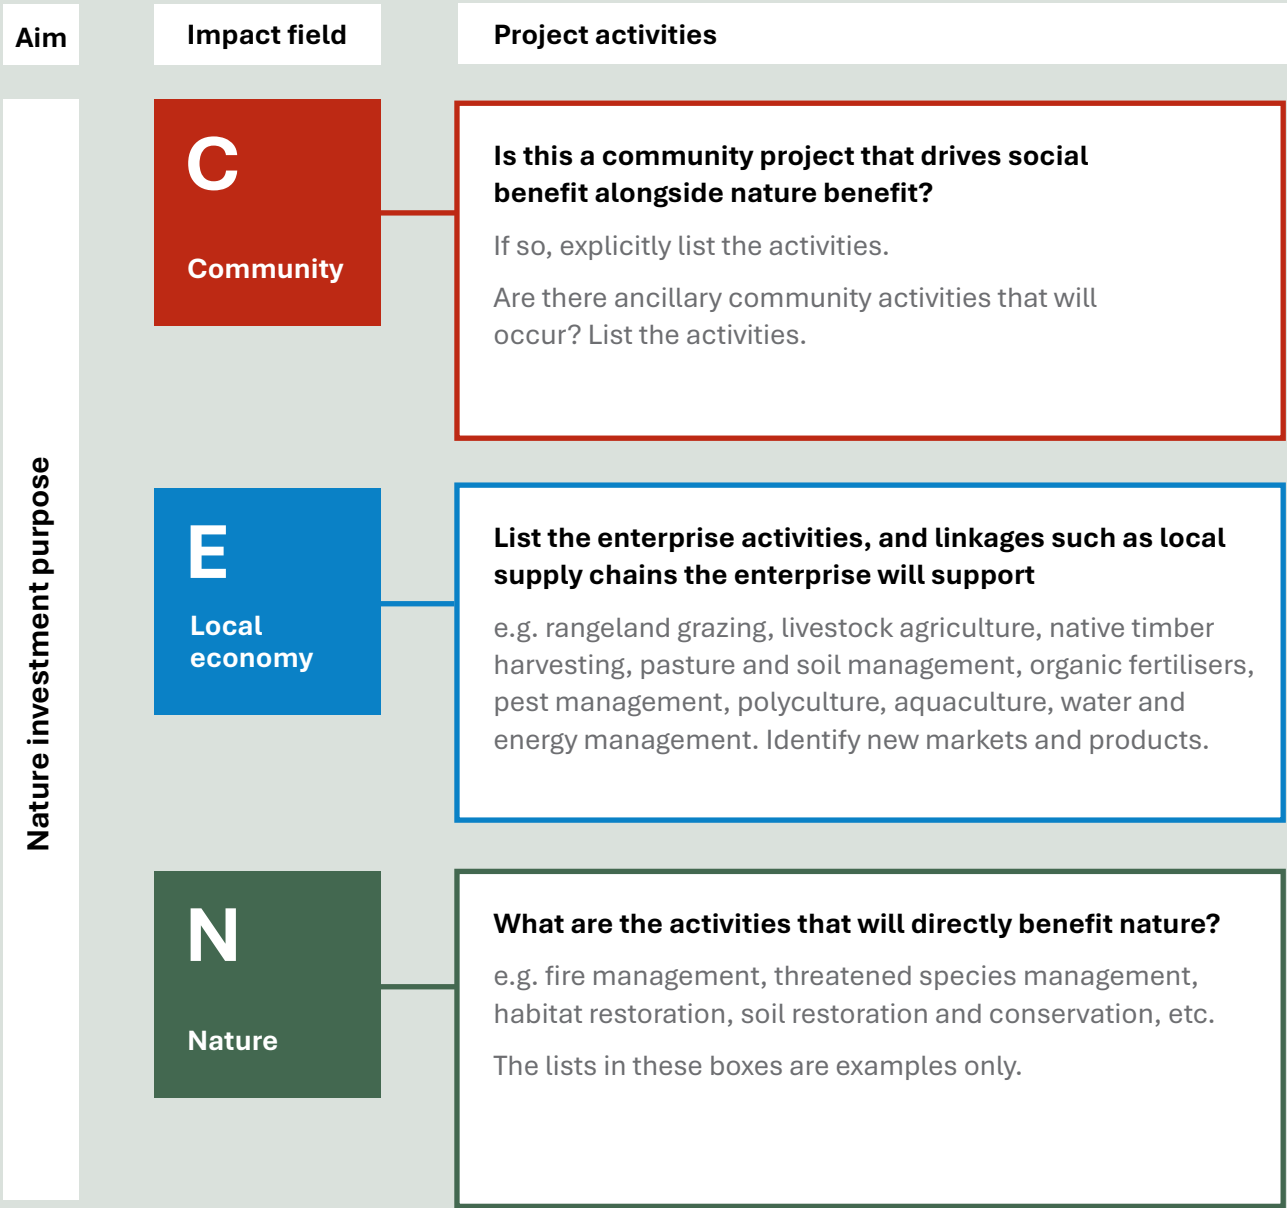 Aim
Impact field
Project activities
Nature investment purpose
C
Community
Is this a community project that drives social
benefit alongside nature benefit?
If so, explicitly list the activities.
Are there ancillary community activities that will
occur? List the activities.
E
Local
economy
List the enterprise activities, and linkages such as local
supply chains the enterprise will support
e.g. rangeland grazing, livestock agriculture, native timber
harvesting, pasture and soil management, organic fertilisers,
pest management, polyculture, aquaculture, water and
energy management. Identify new markets and products.
N
Nature
What are the activities that will directly benefit nature?
e.g. fire management, threatened species management,
habitat restoration, soil restoration and conservation, etc.
The lists in these boxes are examples only.